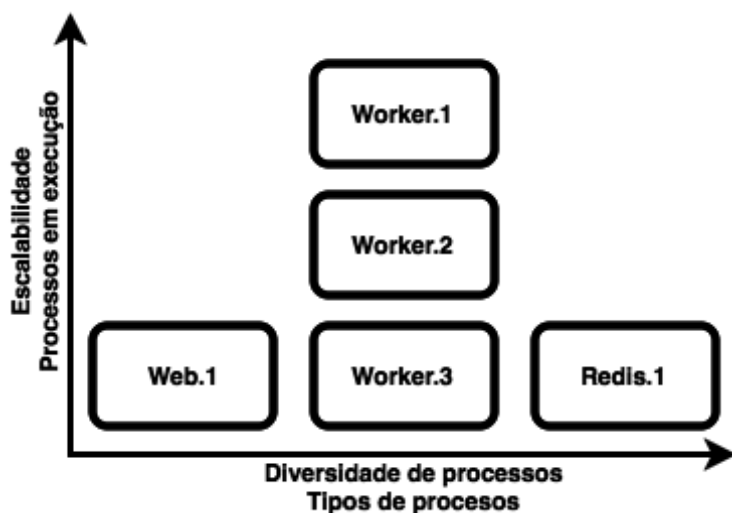 Escalabilidade
Processos em execução
Worker.1
Worker.2
Web.1
Worker.3
Redis.1
Diversidade de processos
Tipos de procesos